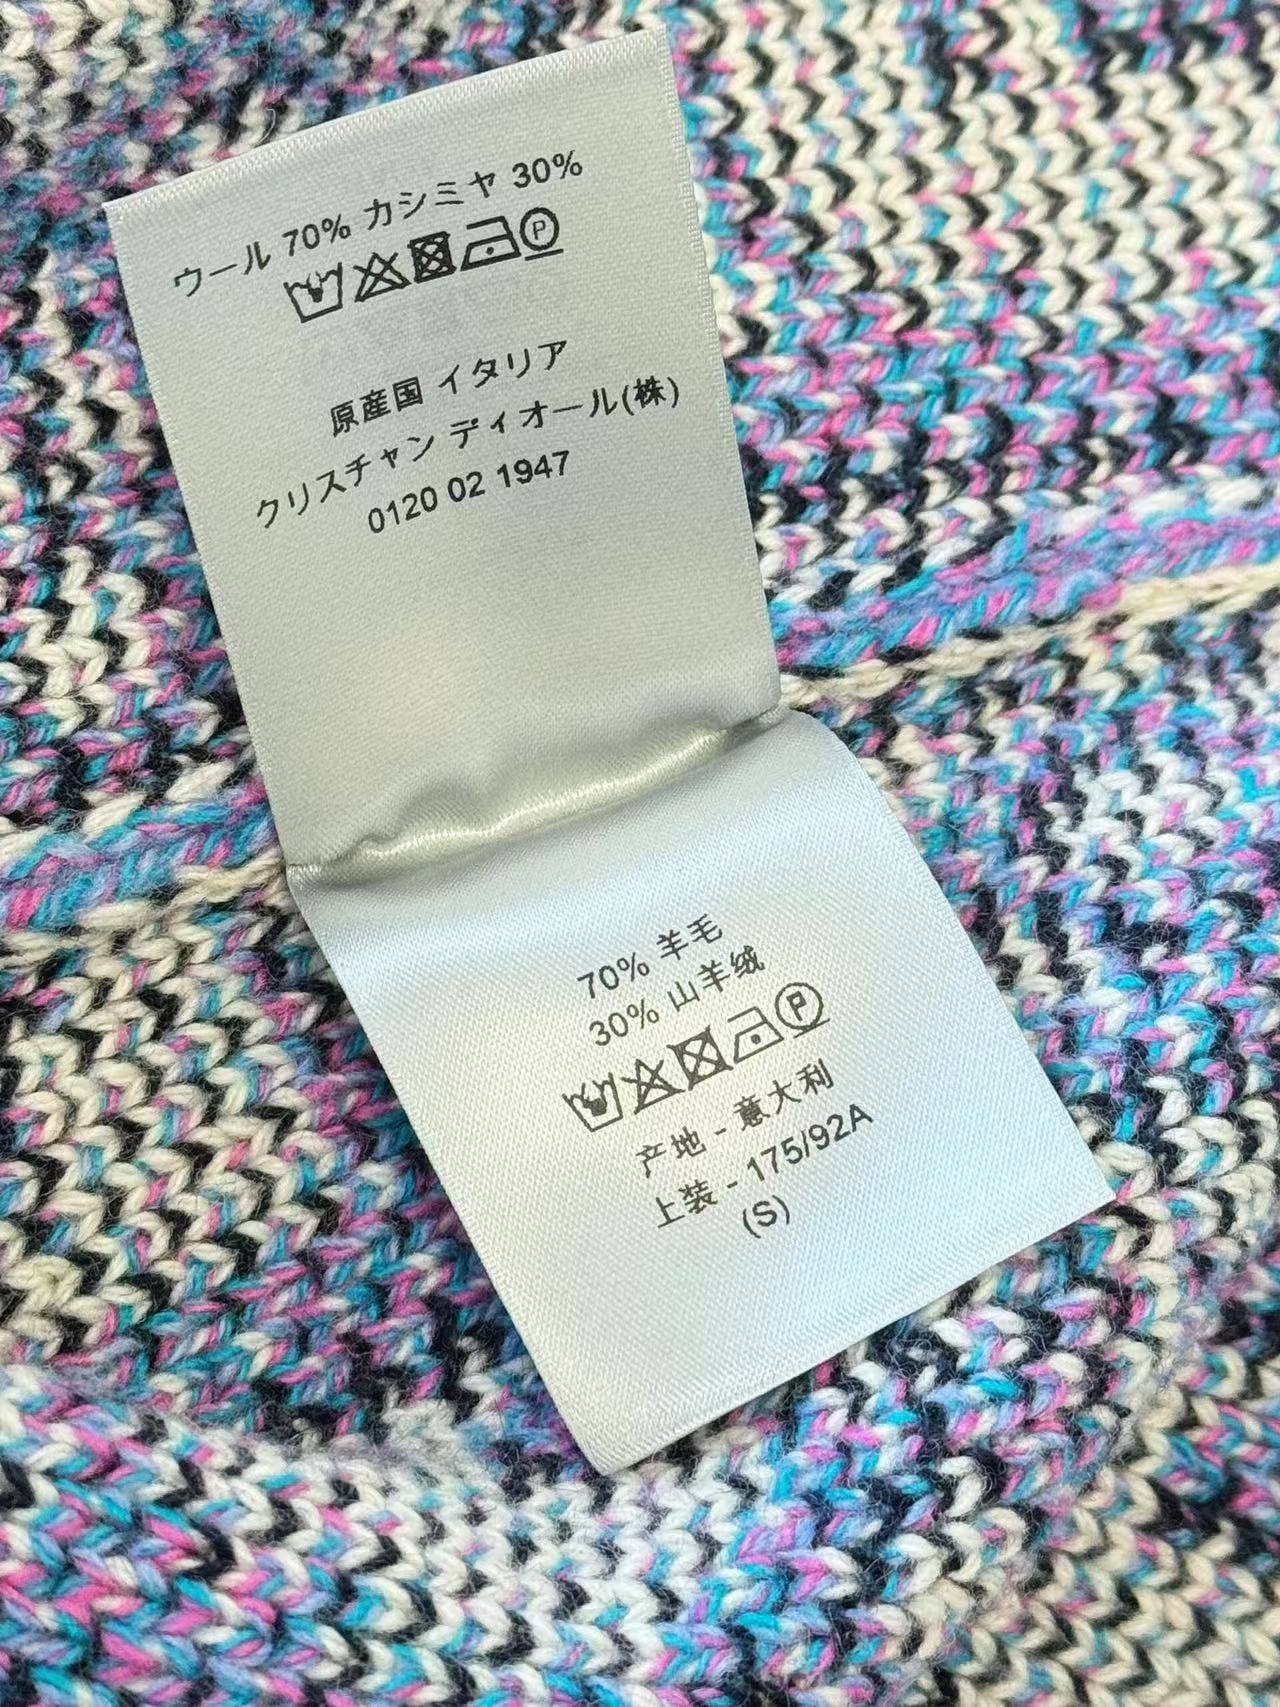 ウール 70% カシミヤ 30%
P
原産国 イタリア
クリスチャン ディオール(株)
0120 02 1947
70% 羊毛
30% 山羊绒
P
产地 - 意大利
上装 - 175/92A
(S)